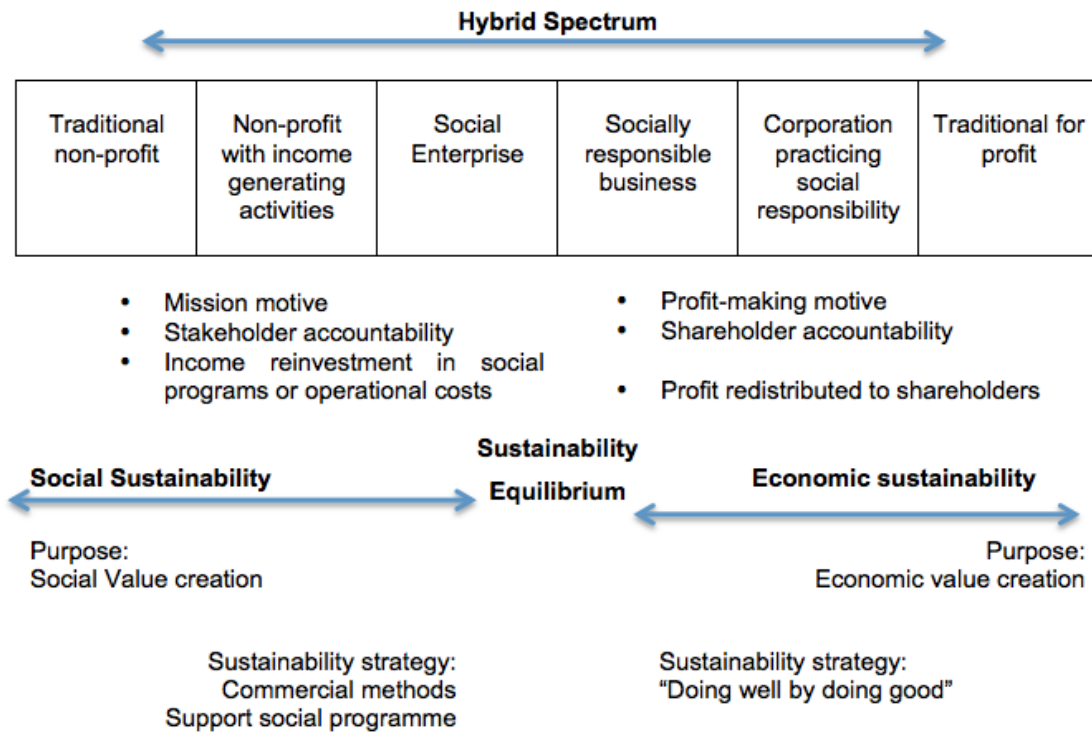 Hybrid Spectrum
Traditional
non-profit
Non-profit
with income
generating
activities
Social
Enterprise
Socially
responsible
business
Corporation
practicing
social
responsibility
Traditional for
profit
• Mission motive
• Stakeholder accountability
• Income reinvestment in social
programs or operational costs
• Profit-making motive
• Shareholder accountability
• Profit redistributed to shareholders
Social Sustainability
Sustainability
Equilibrium
Economic sustainability
Purpose:
Social Value creation
Purpose:
Economic value creation
Sustainability strategy:
Commercial methods
Support social programme
Sustainability strategy:
“Doing well by doing good”